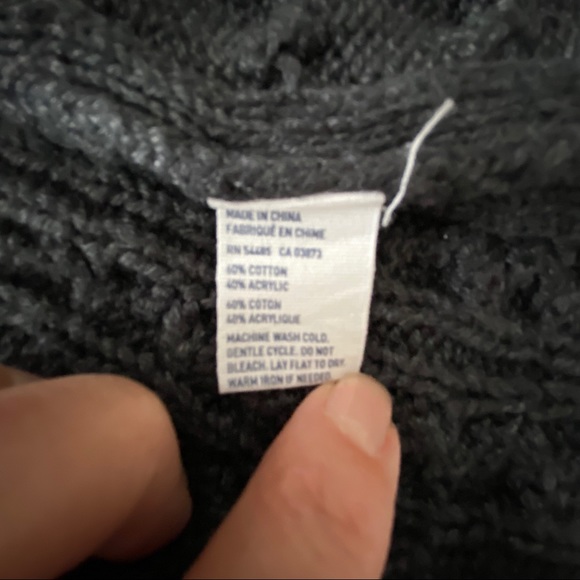 MADE IN CHINA
FABRIQUÉ EN CHINE
RN 54485 CA 03873
60% COTTON
40% ACRYLIC
60% COTON
40% ACRYLIQUE
MACHINE WASH COLD,
GENTLE CYCLE. DO NOT
BLEACH. LAY FLAT TO DRY.
WARM IRON IF NEEDED.